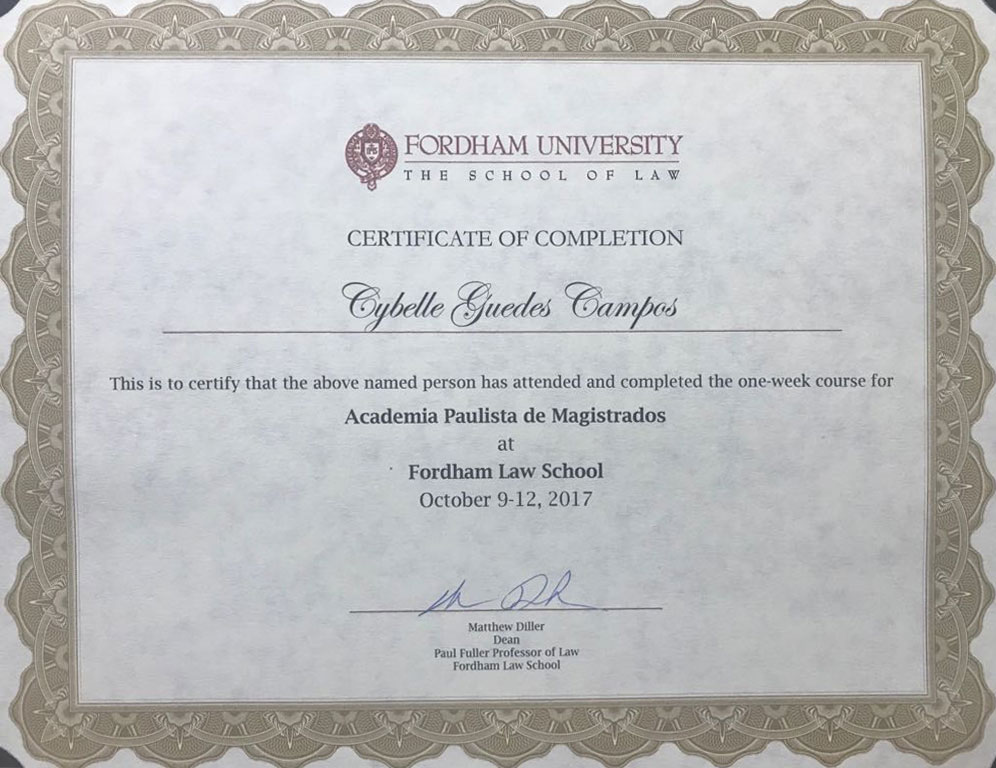 FORDHAM UNIVERSITY
THE SCHOOL OF LAW
CERTIFICATE OF COMPLETION
Cybelle Guedes Campos
This is to certify that the above named person has attended and completed the one-week course for
Academia Paulista de Magistrados
at
Fordham Law School
October 9-12, 2017
Matthew Diller
Dean
Paul Fuller Professor of Law
Fordham Law School